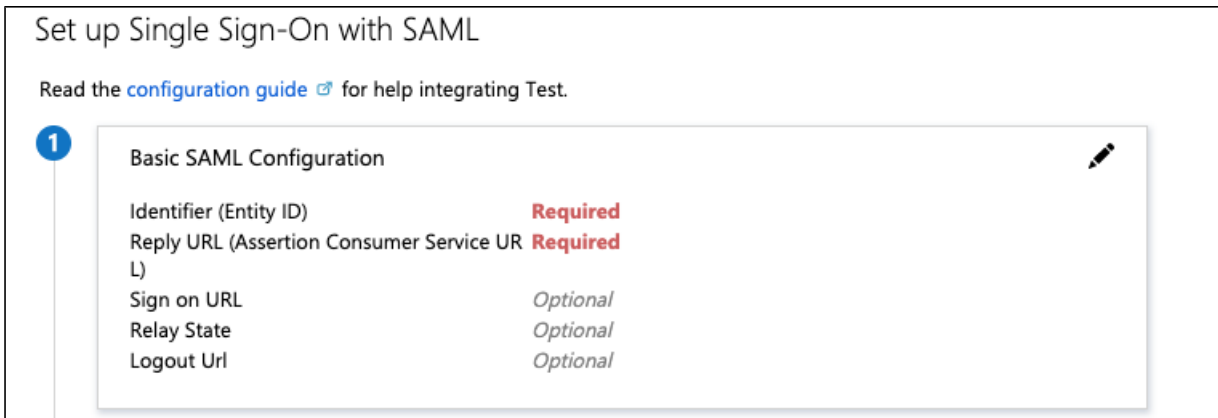 Set up Single Sign-On with SAML
Read the configuration guide for help integrating Test.
1
Basic SAML Configuration
Identifier (Entity ID) Required
Reply URL (Assertion Consumer Service UR Required
L)
Sign on URL Optional
Relay State Optional
Logout Url Optional